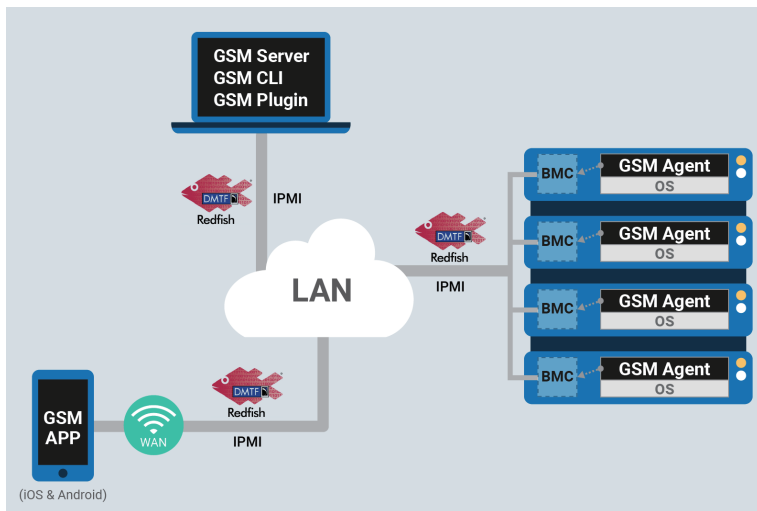 GSM Server
GSM CLI
GSM Plugin
DMTF
Redfish
IPMI
LAN
DMTF
Redfish
IPMI
BMC
GSM Agent
OS
BMC
GSM Agent
OS
BMC
GSM Agent
OS
BMC
GSM Agent
OS
GSM
APP
WAN
DMTF
Redfish
IPMI
(iOS & Android)